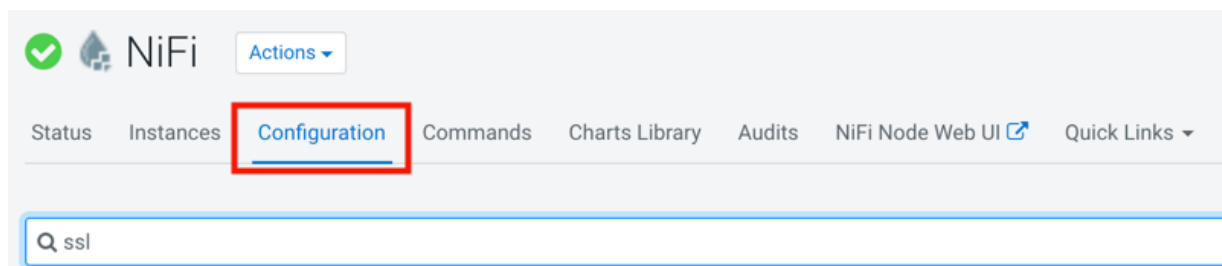 NiFi Actions
Status Instances Configuration Commands Charts Library Audits NiFi Node Web UI Quick Links
ssl